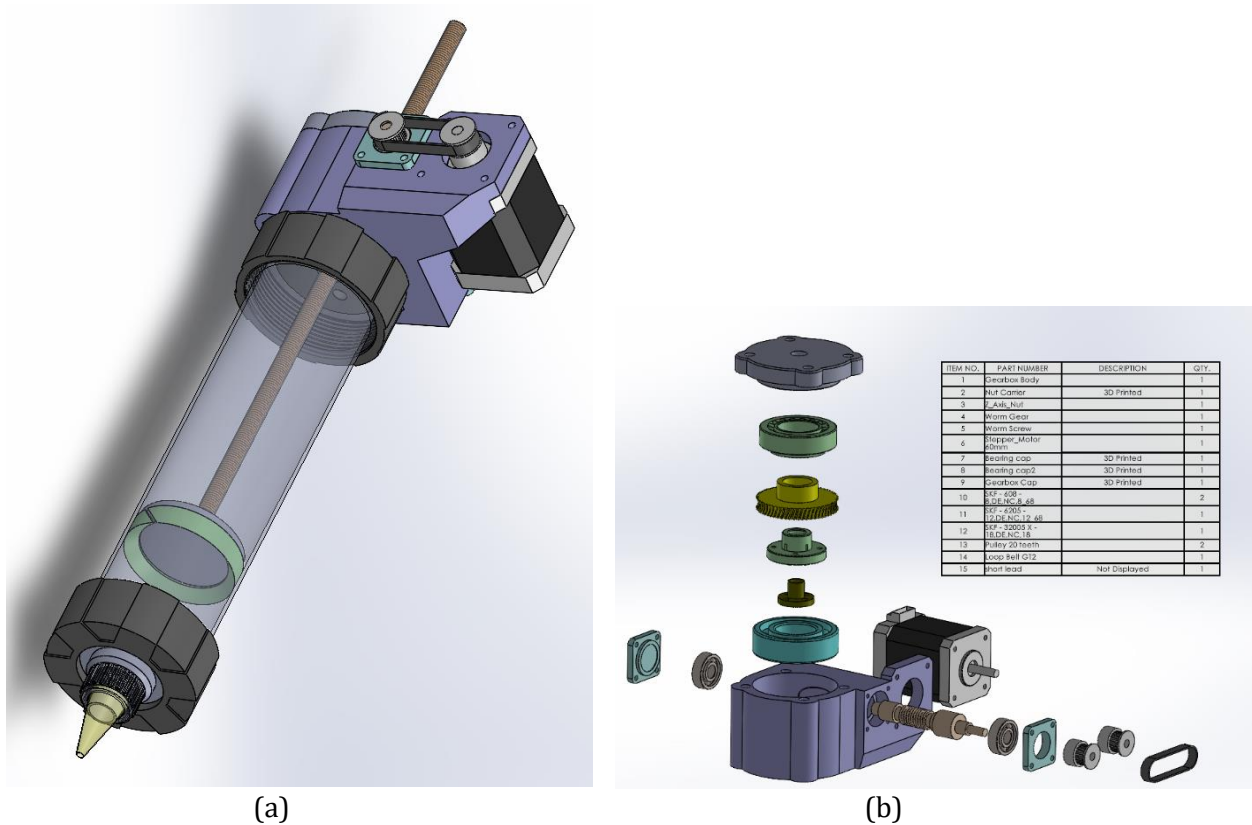 ITEM NO. PART NUMBER DESCRIPTION QTY.
1 Gearbox Body 1
2 Nut Carrier 3D Printed 1
3 Z_Axis_Nut 1
4 Worm Gear 1
5 Worm Screw 1
6 Stepper_Motor 60mm 1
7 Bearing cap 3D Printed 1
8 Bearing cap2 3D Printed 1
9 Gearbox Cap 3D Printed 1
10 SKF - 608 - 8,DE,NC,8_68 2
11 SKF - 6205 - 12,DE,NC,12_68 1
12 SKF - 32005 X - 18,DE,NC,18 1
13 Pulley 20 teeth 2
14 Loop Belt GT2 1
15 short lead Not Displayed 1
(a) (b)